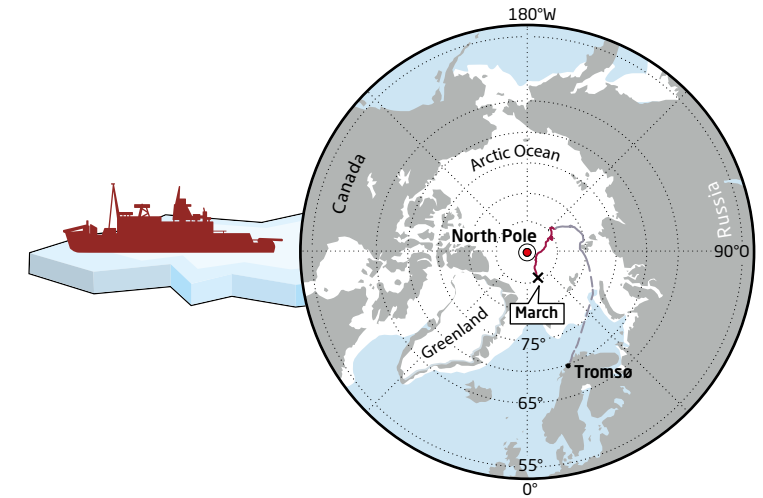 180°W
Canada
Arctic Ocean
Russia
North Pole
90°O
March
Greenland
75°
Tromsø
65°
55°
0°